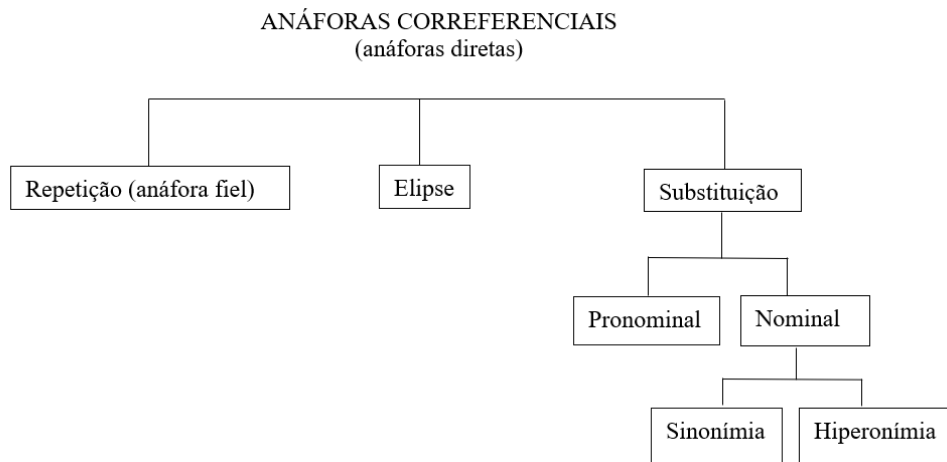 ANÁFORAS CORREFERENCIAIS
(anáforas diretas)
Repetição (anáfora fiel)
Elipse
Substituição
Pronominal
Nominal
Sinonímia
Hiperonímia